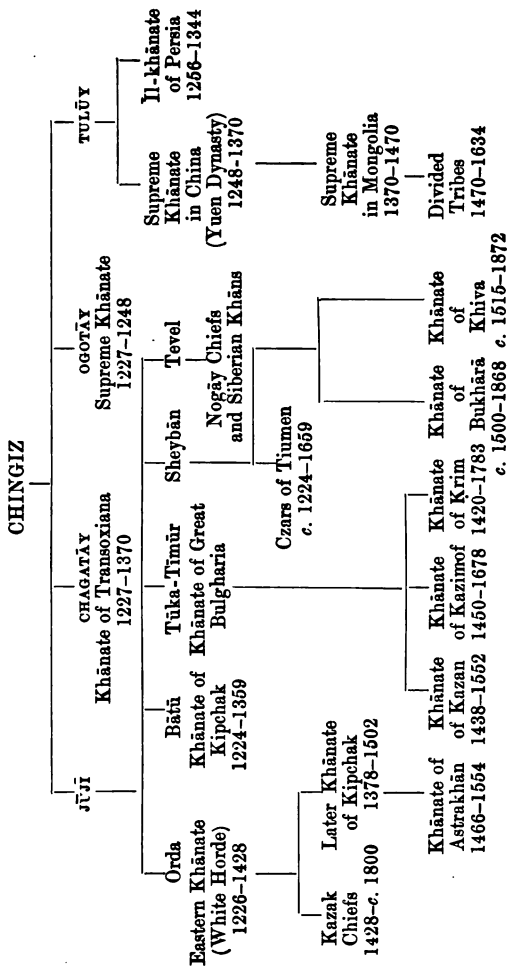 CHINGIZ
JŪJĪ
CHAGATĀY
Khānate of Transoxiana
1227–1370
OGOTĀY
Supreme Khānate
1227–1248
TULŪY
Orda
Eastern Khānate
(White Horde)
1226–1428
Bātū
Khānate of
Kipchak
1224–1359
Tūka-Tīmūr
Khānate of Great
Bulgharia
Sheybān
Tevel
Nogāy Chiefs
and Siberian Khāns
Supreme
Khānate
in China
(Yuen Dynasty)
1248–1370
Īl-khānate
of Persia
1256–1344
Czars of Tiumen
c. 1224–1659
Supreme
Khānate
in Mongolia
1370–1470
Kazak
Chiefs
1428–c. 1800
Later Khānate
of Kipchak
1378–1502
Khānate of
Astrakhān
1466–1554
Khānate
of Kazan
1438–1552
Khānate
of Kazimof
1450–1678
Khānate
of Ḳrim
1420–1783
Khānate
of
Bukhārā
c. 1500–1868
Khānate
of
Khiva
c. 1515–1872
Divided
Tribes
1470–1634